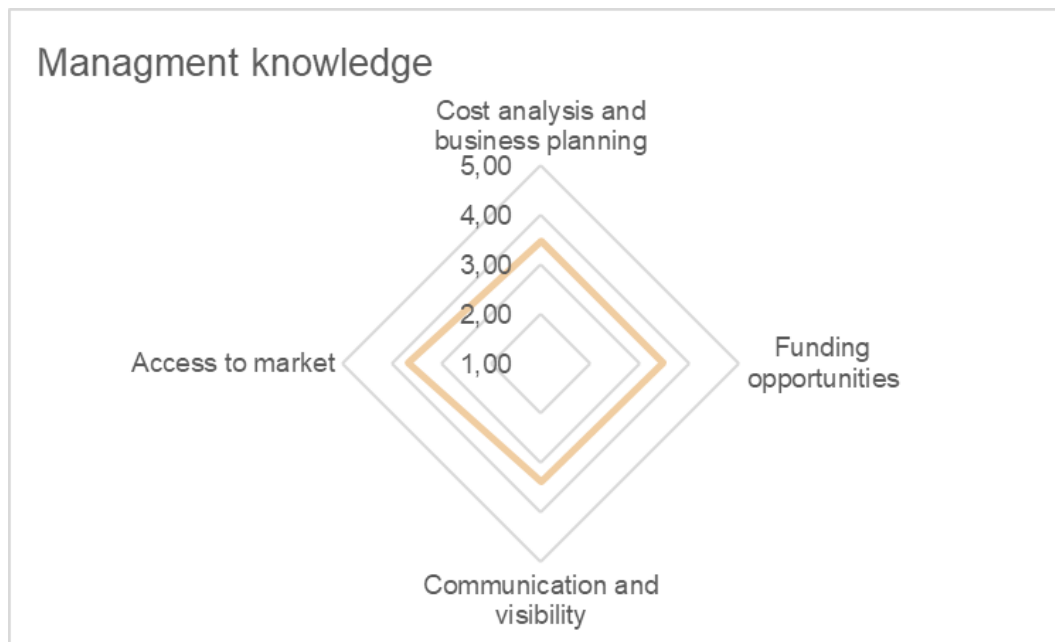 Managment knowledge
Cost analysis and
business planning
5,00
4,00
3,00
2,00
1,00
Access to market
Funding
opportunities
Communication and
visibility